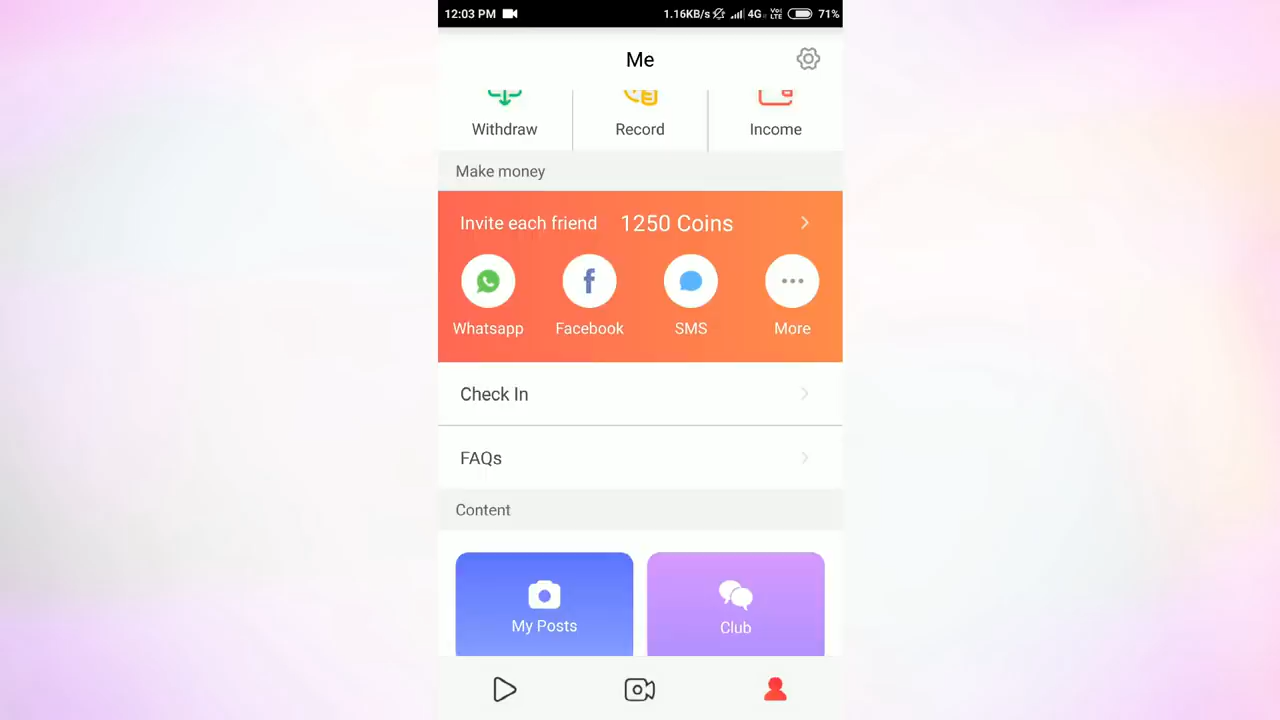 12:03 PM 1.16KB/s 4G VoLTE 71%
Me
Withdraw Record Income
Make money
Invite each friend 1250 Coins
Whatsapp Facebook SMS More
Check In
FAQs
Content
My Posts Club